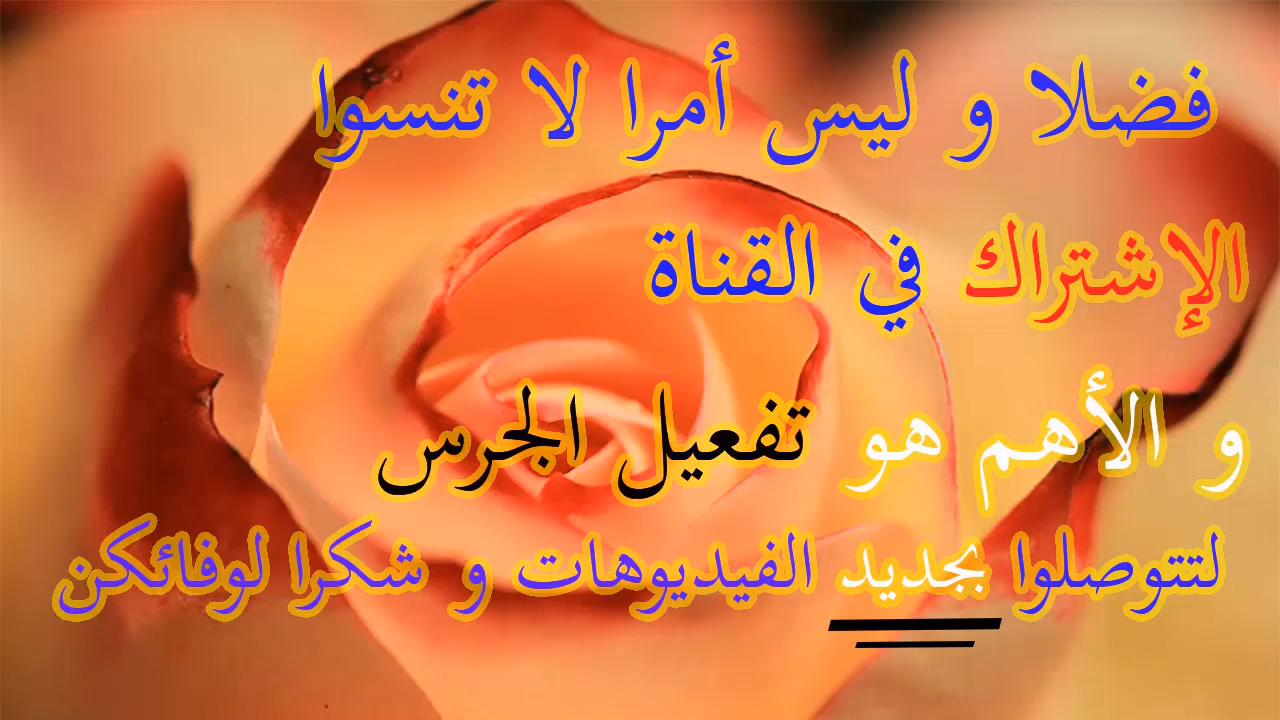 فضلا و ليس أمرا لا تنسوا
الإشتراك في القناة
و الأهم هو تفعيل الجرس
لتتوصلوا بجديد الفيديوهات و شكرا لوفائكن